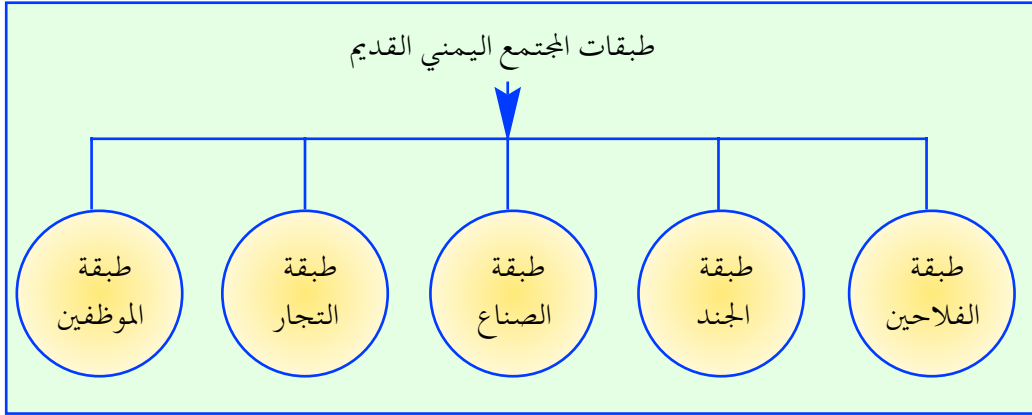 طبقات المجتمع اليمني القديم
طبقة
الفلاحين
طبقة
الجند
طبقة
الصناع
طبقة
التجار
طبقة
الموظفين